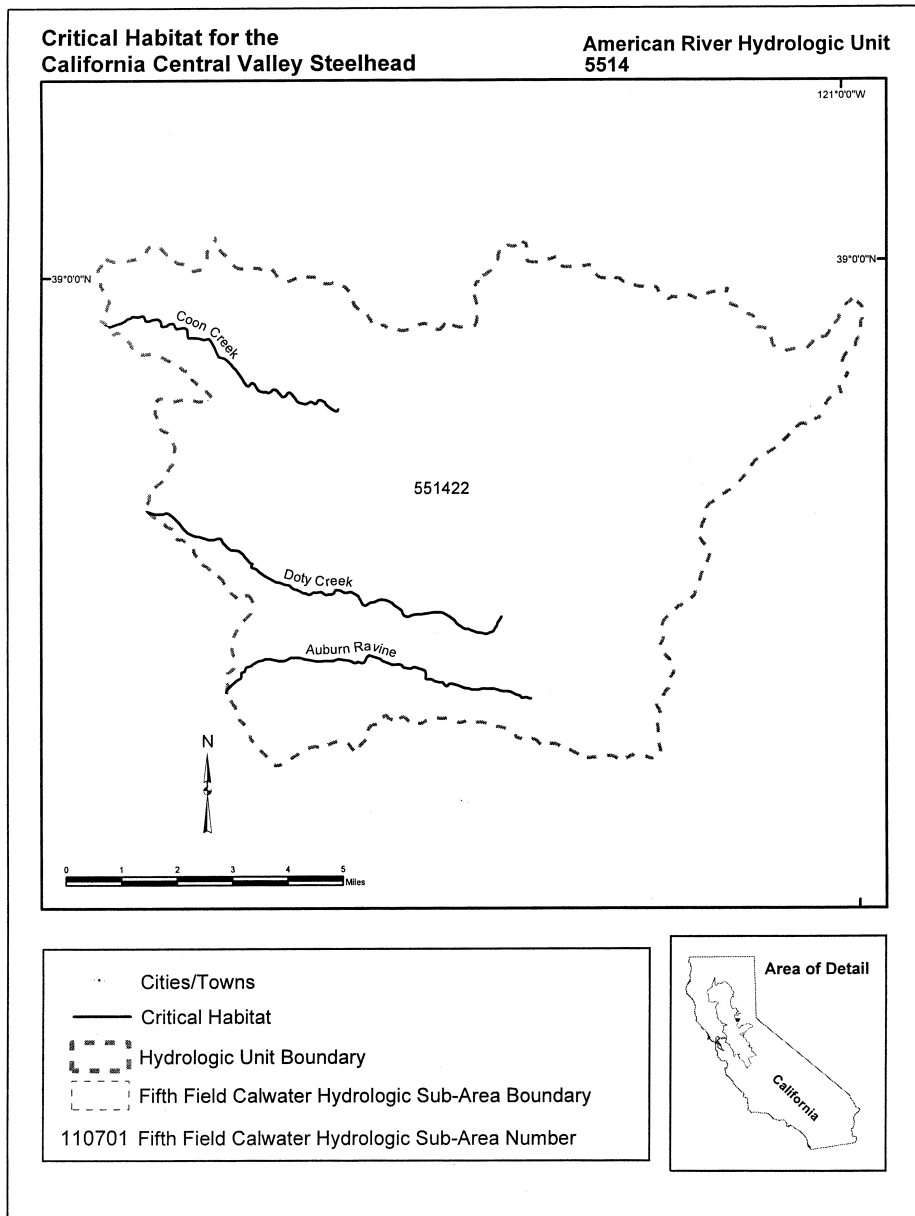 Critical Habitat for the
California Central Valley Steelhead
American River Hydrologic Unit
5514
121°0'0"W
39°0'0"N
39°0'0"N
Coon Creek
551422
Doty Creek
Auburn Ravine
N
0 1 2 3 4 5
Miles
Cities/Towns
Critical Habitat
Hydrologic Unit Boundary
Fifth Field Calwater Hydrologic Sub-Area Boundary
110701 Fifth Field Calwater Hydrologic Sub-Area Number
Area of Detail
California